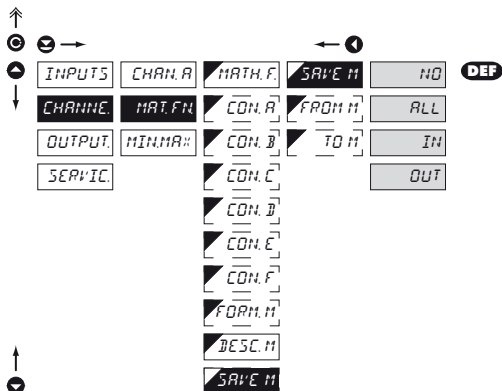 INPUTS CHAN. A MATH. F. SAVE M NO DEF
CHANNE. MAT. FN. CON. A FROM M ALL
OUTPUT. MIN.MAX CON. B TO M IN
SERVIC. CON. C OUT
CON. D
CON. E
CON. F
FORM. M
DESC. M
SAVE M